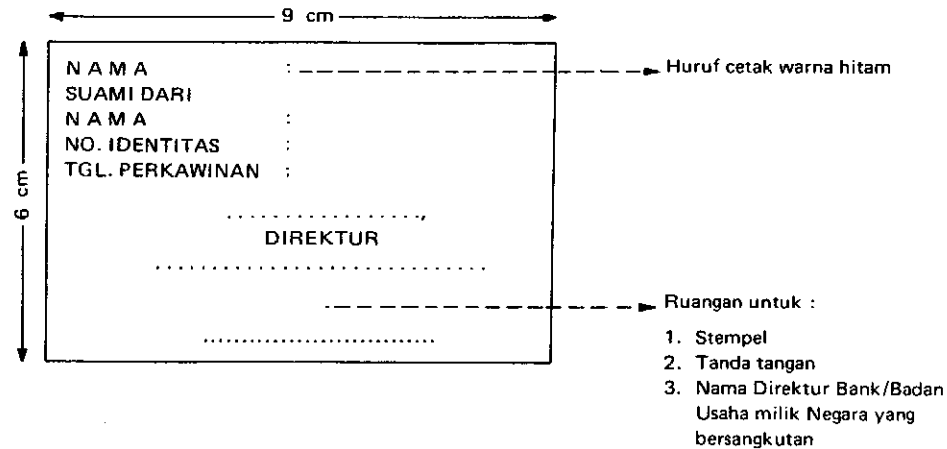 9 cm
N A M A : Huruf cetak warna hitam
SUAMI DARI
N A M A :
NO. IDENTITAS :
TGL. PERKAWINAN :
6 cm
....................,
DIREKTUR
..............................
Ruangan untuk :
...........................
1. Stempel
2. Tanda tangan
3. Nama Direktur Bank/Badan
Usaha milik Negara yang
bersangkutan